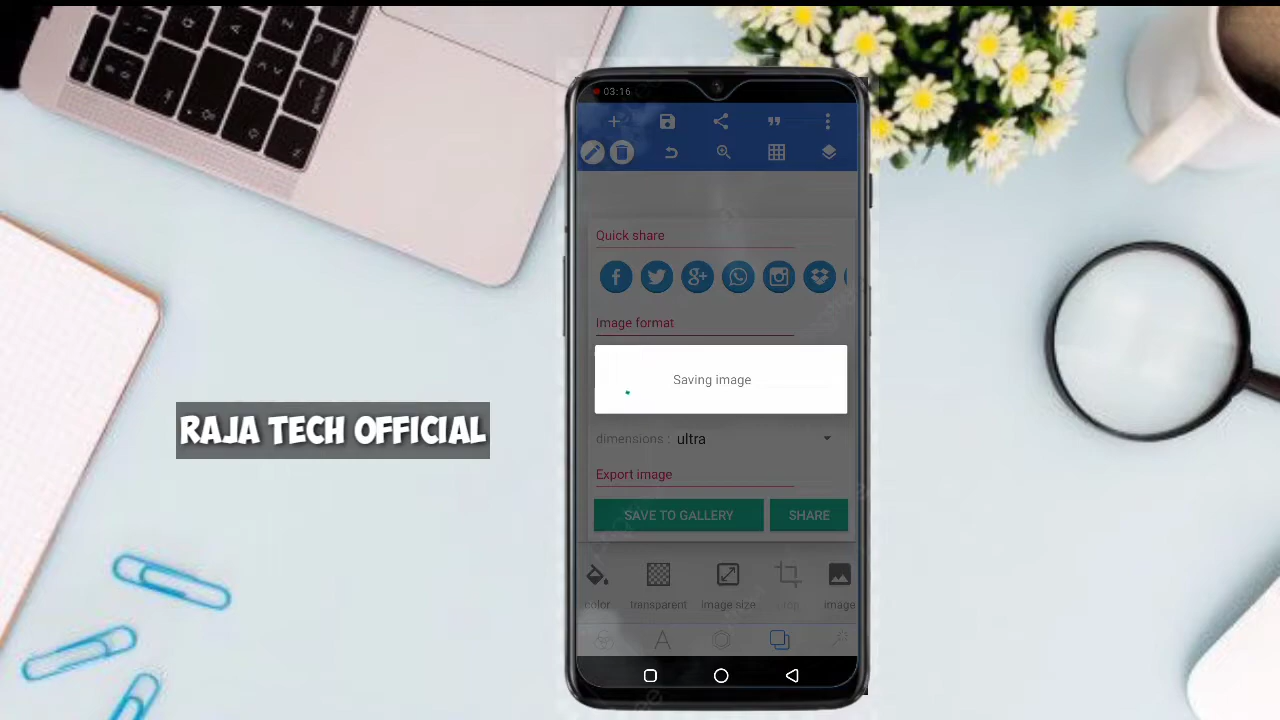 03:16
Quick share
Image format
Saving image
dimensions : ultra
Export image
SAVE TO GALLERY SHARE
color transparent image size crop image
RAJA TECH OFFICIAL